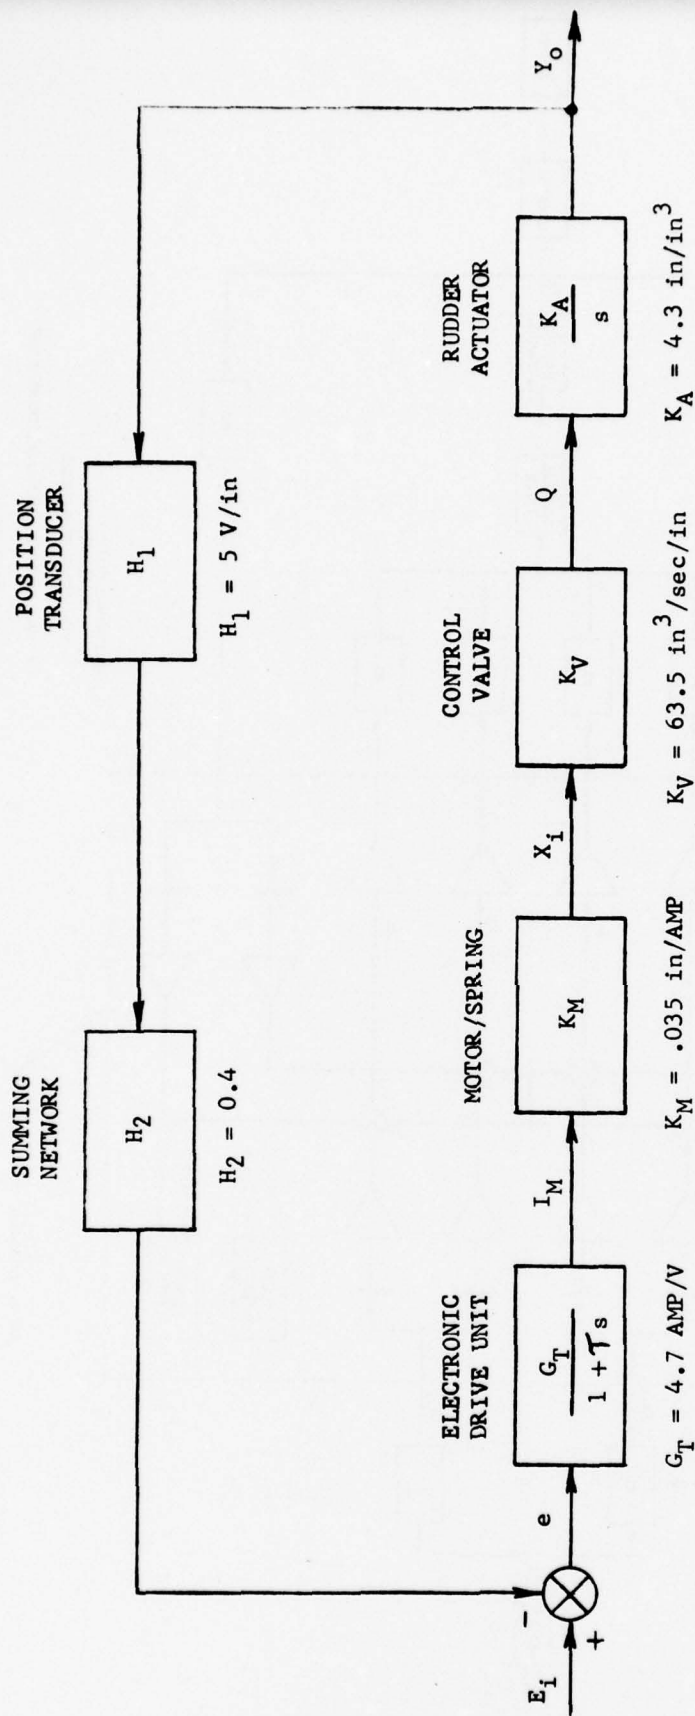 SUMMING
NETWORK
H2
H2 = 0.4
POSITION
TRANSDUCER
H1
H1 = 5 V/in
Ei
+
-
e
ELECTRONIC
DRIVE UNIT
GT
1 + τs
GT = 4.7 AMP/V
IM
MOTOR/SPRING
KM
KM = .035 in/AMP
Xi
CONTROL
VALVE
KV
KV = 63.5 in³/sec/in
Q
RUDDER
ACTUATOR
KA
s
KA = 4.3 in/in³
Yo